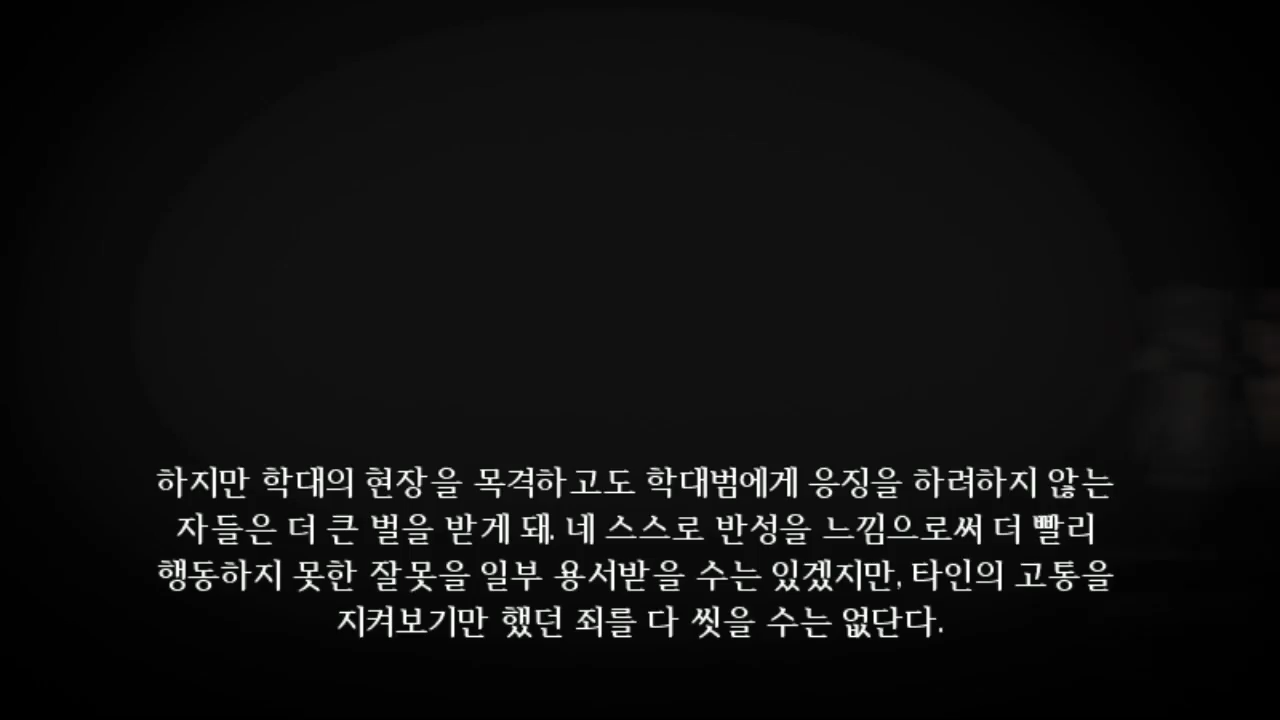 하지만 학대의 현장을 목격하고도 학대범에게 응징을 하려하지 않는
자들은 더 큰 벌을 받게 돼. 네 스스로 반성을 느낌으로써 더 빨리
행동하지 못한 잘못을 일부 용서받을 수는 있겠지만, 타인의 고통을
지켜보기만 했던 죄를 다 씻을 수는 없단다.